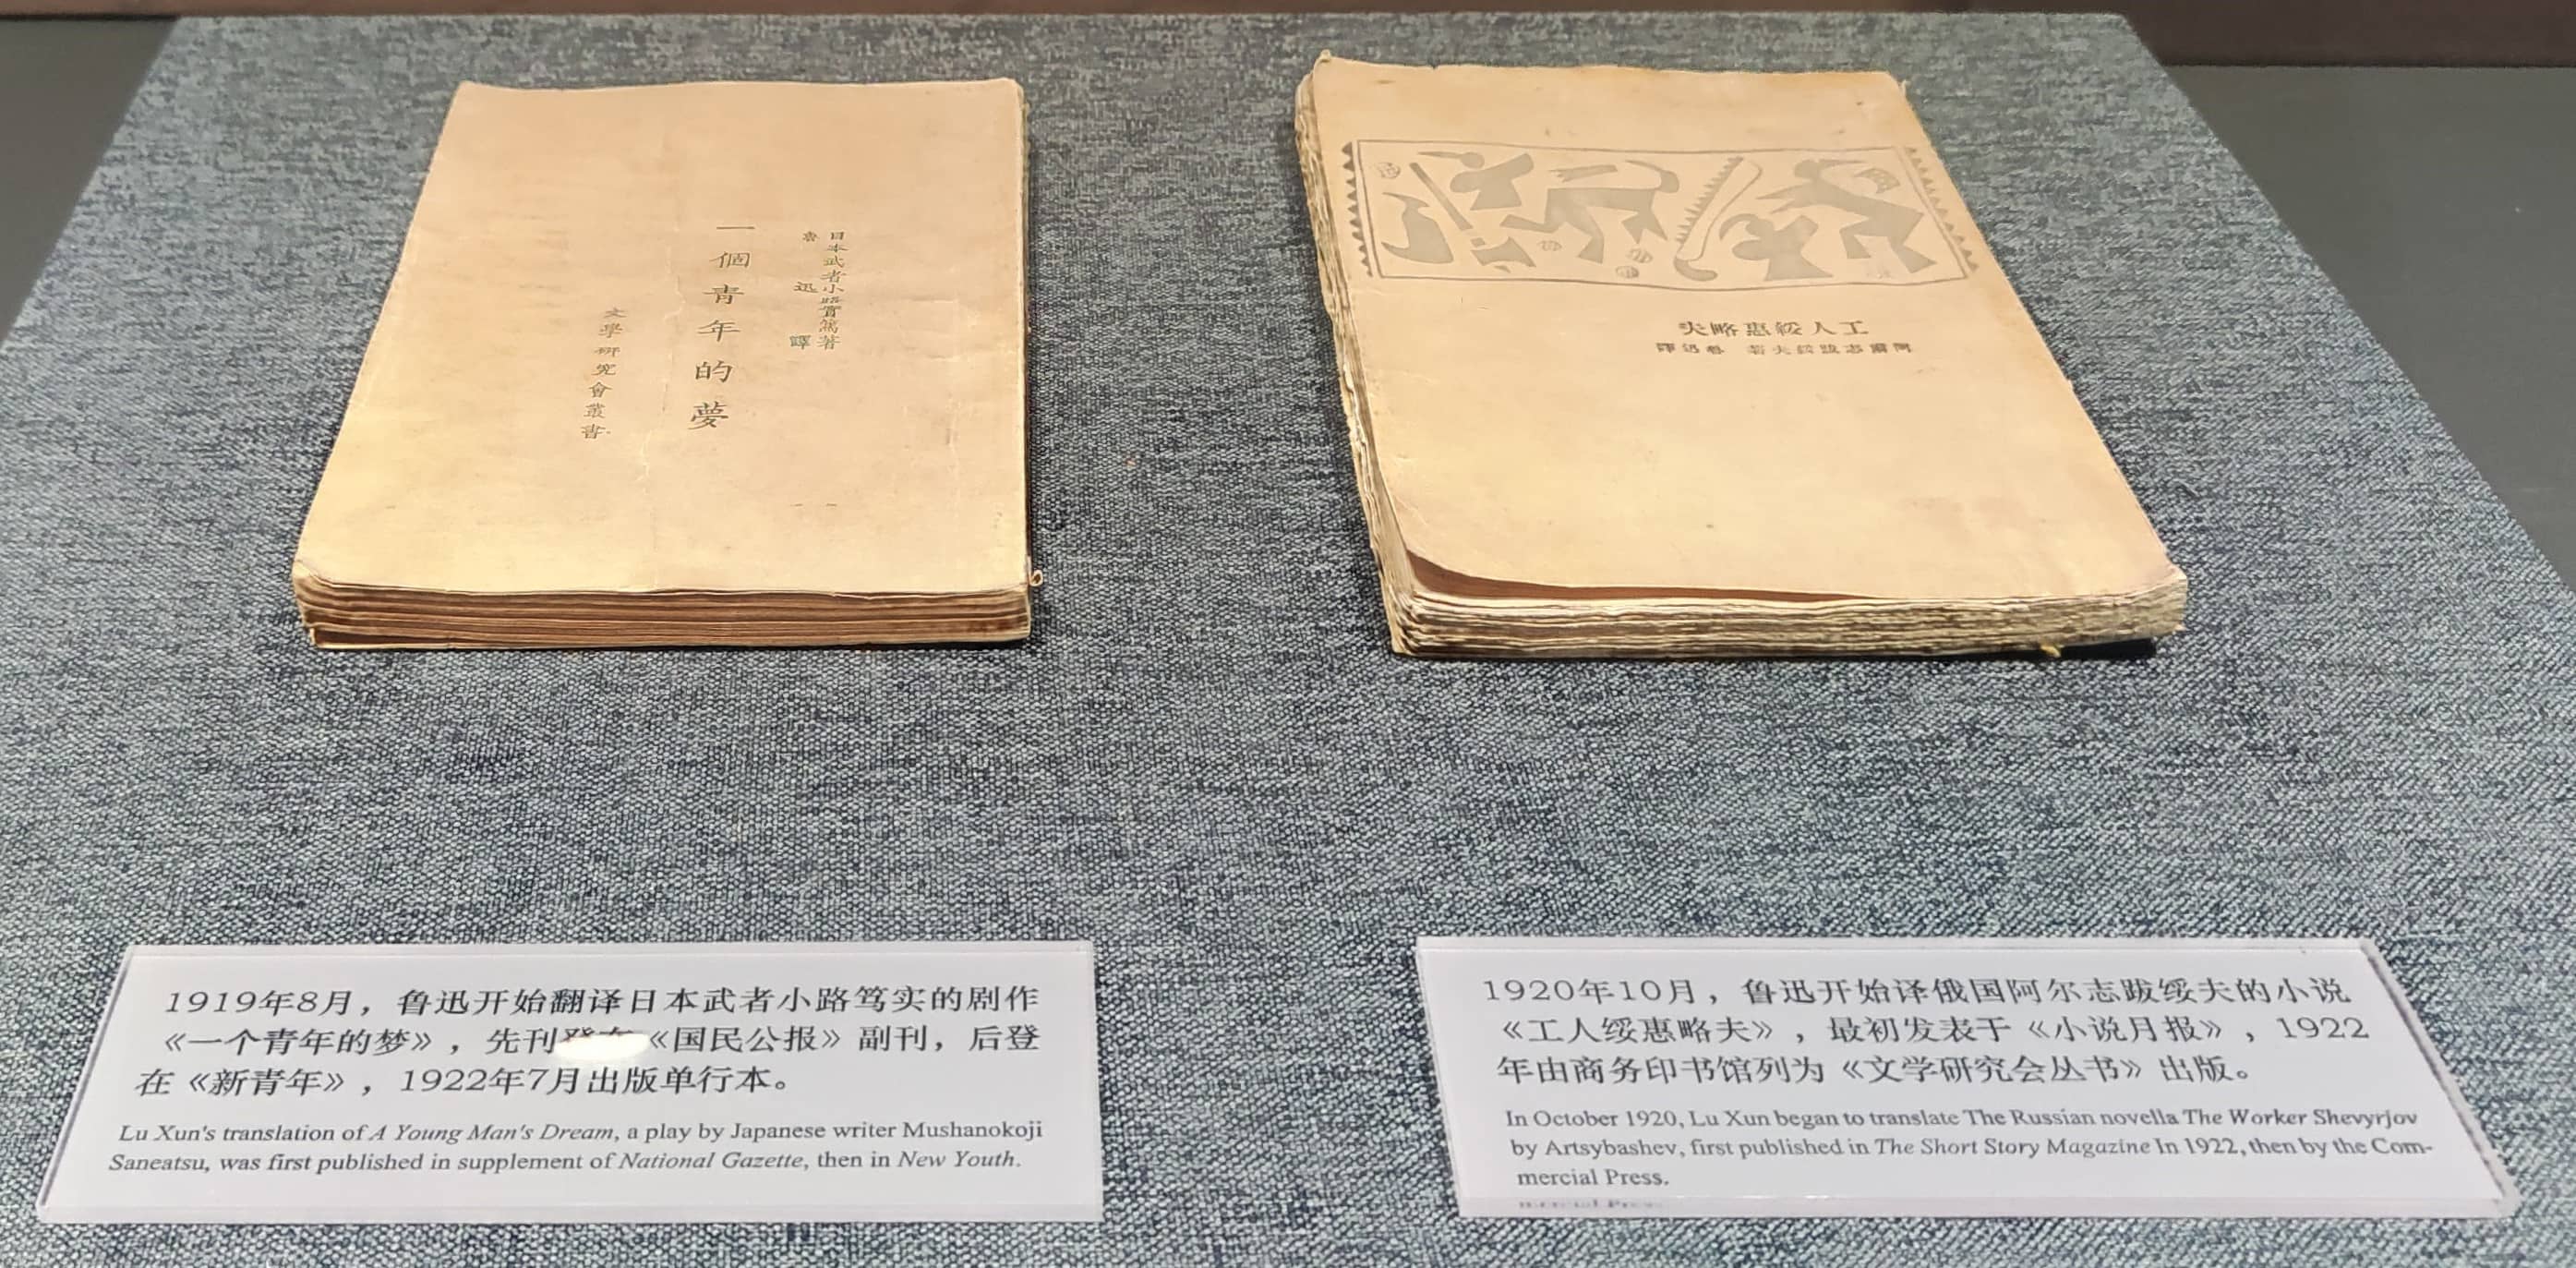 日本武者小路實篤著
魯迅譯
一個青年的夢
文學研究會叢書
工人綏惠略夫
阿爾志跋綏夫著 魯迅譯
1919年8月，鲁迅开始翻译日本武者小路笃实的剧作
《一个青年的梦》，先刊登在《国民公报》副刊，后登
在《新青年》，1922年7月出版单行本。
Lu Xun's translation of A Young Man's Dream, a play by Japanese writer Mushanokoji
Saneatsu, was first published in supplement of National Gazette, then in New Youth.
1920年10月，鲁迅开始译俄国阿尔志跋绥夫的小说
《工人绥惠略夫》，最初发表于《小说月报》，1922
年由商务印书馆列为《文学研究会丛书》出版。
In October 1920, Lu Xun began to translate The Russian novella The Worker Shevyrjov
by Artsybashev, first published in The Short Story Magazine In 1922, then by the Com-
mercial Press.